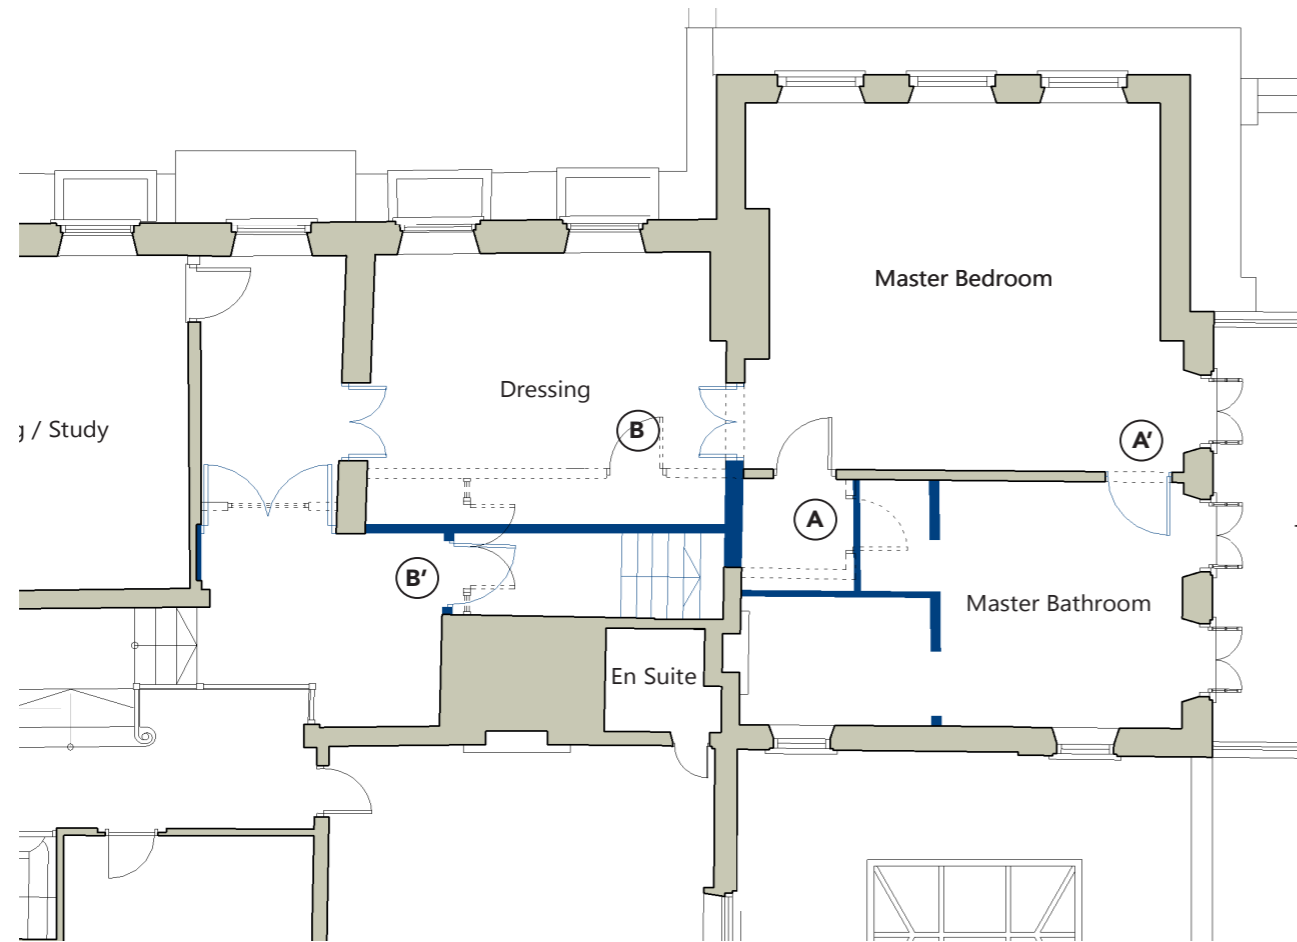 Master Bedroom
Dressing
/ Study
B
A'
A
B'
Master Bathroom
En Suite